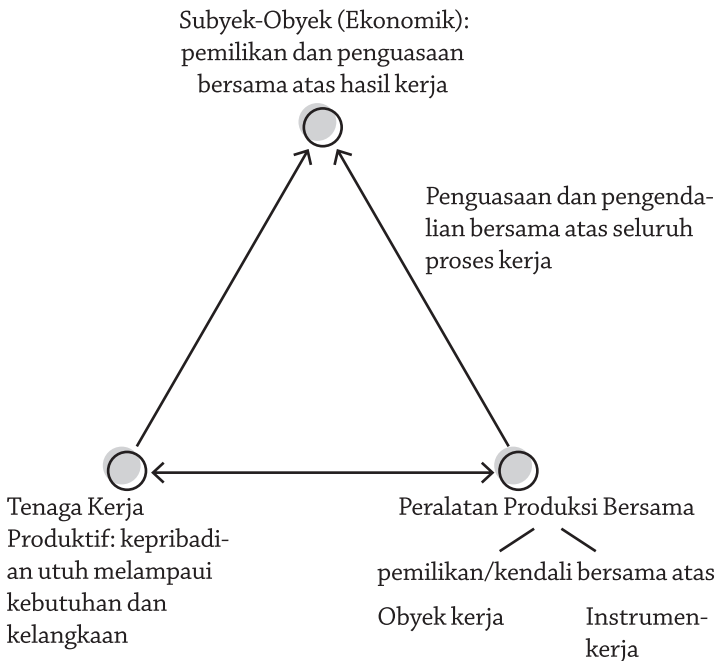 Subyek-Obyek (Ekonomik):
pemilikan dan penguasaan
bersama atas hasil kerja
Penguasaan dan pengenda-
lian bersama atas seluruh
proses kerja
Tenaga Kerja
Produktif: kepribadi-
an utuh melampaui
kebutuhan dan
kelangkaan
Peralatan Produksi Bersama
pemilikan/kendali bersama atas
Obyek kerja
Instrumen-
kerja